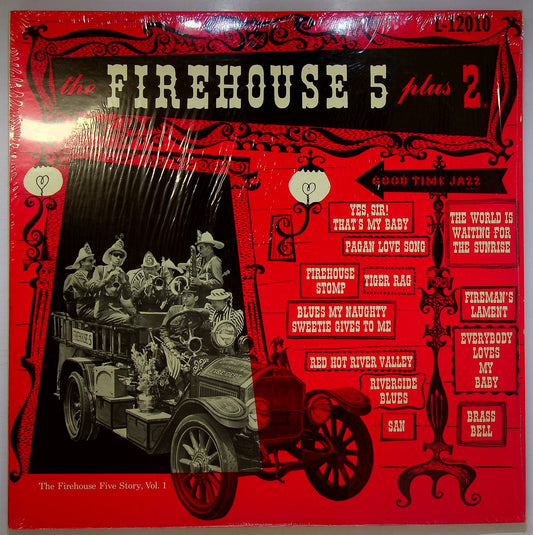 L-12010
the FIREHOUSE 5 plus 2
GOOD TIME JAZZ
YES, SIR!
THAT'S MY BABY
PAGAN LOVE SONG
FIREHOUSE
STOMP
TIGER RAG
BLUES MY NAUGHTY
SWEETIE GIVES TO ME
RED HOT RIVER VALLEY
RIVERSIDE
BLUES
SAN
THE WORLD IS
WAITING FOR
THE SUNRISE
FIREMAN'S
LAMENT
EVERYBODY
LOVES
MY
BABY
BRASS
BELL
FIREHOUSE 5
The Firehouse Five Story, Vol. 1